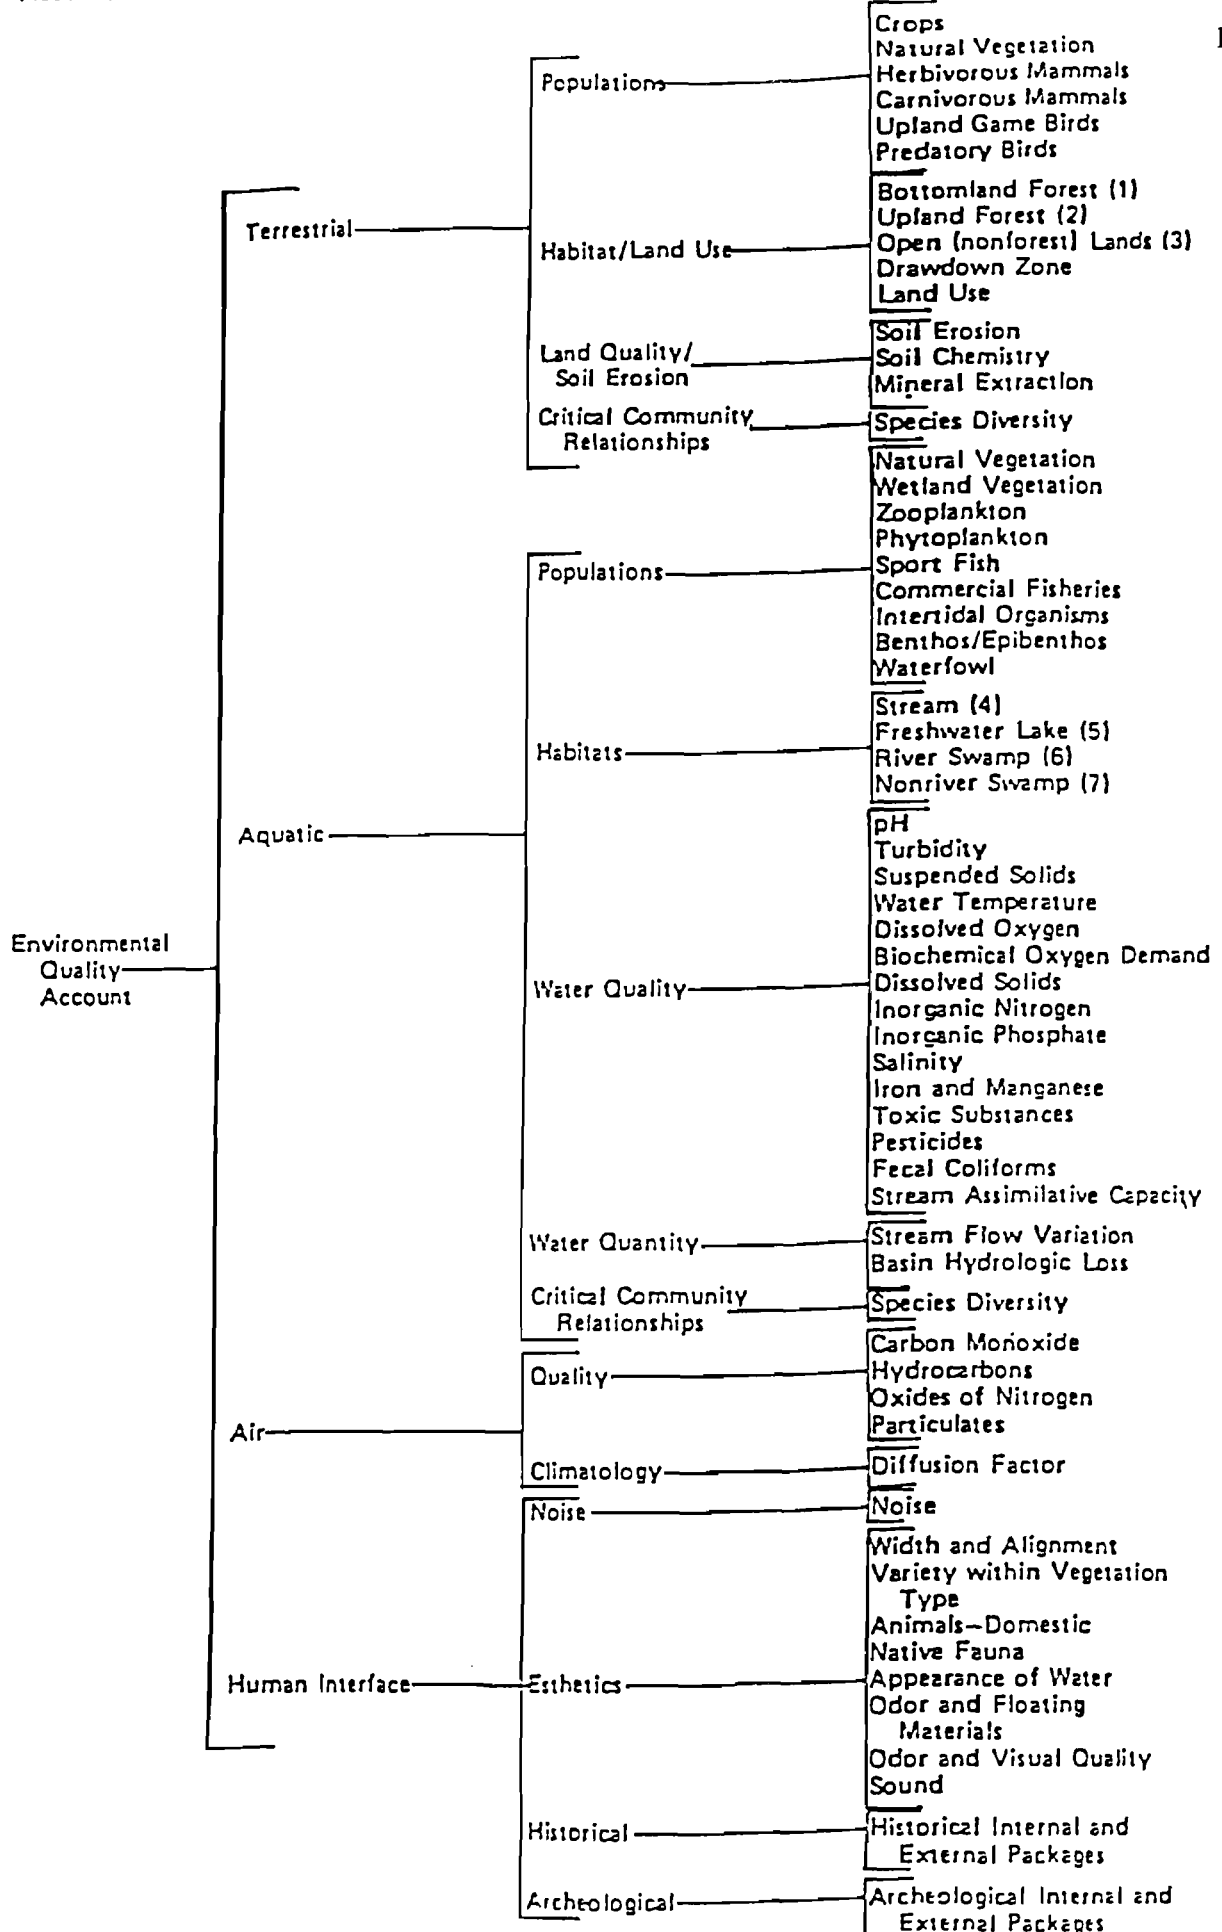 Crops
Natural Vegetation
Herbivorous Mammals
Carnivorous Mammals
Upland Game Birds
Predatory Birds
Populations
Bottomland Forest (1)
Upland Forest (2)
Open (nonforest) Lands (3)
Drawdown Zone
Land Use
Habitat/Land Use
Terrestrial
Soil Erosion
Soil Chemistry
Mineral Extraction
Land Quality/
Soil Erosion
Critical Community
Relationships
Species Diversity
Natural Vegetation
Wetland Vegetation
Zooplankton
Phytoplankton
Sport Fish
Commercial Fisheries
Intertidal Organisms
Benthos/Epibenthos
Waterfowl
Populations
Stream (4)
Freshwater Lake (5)
River Swamp (6)
Nonriver Swamp (7)
Habitats
Aquatic
pH
Turbidity
Suspended Solids
Water Temperature
Dissolved Oxygen
Biochemical Oxygen Demand
Dissolved Solids
Inorganic Nitrogen
Inorganic Phosphate
Salinity
Iron and Manganese
Toxic Substances
Pesticides
Fecal Coliforms
Stream Assimilative Capacity
Water Quality
Environmental
Quality
Account
Water Quantity
Stream Flow Variation
Basin Hydrologic Loss
Critical Community
Relationships
Species Diversity
Carbon Monoxide
Hydrocarbons
Oxides of Nitrogen
Particulates
Quality
Air
Climatology
Diffusion Factor
Noise
Noise
Width and Alignment
Variety within Vegetation
Type
Animals—Domestic
Native Fauna
Appearance of Water
Odor and Floating
Materials
Odor and Visual Quality
Sound
Human Interface
Esthetics
Historical
Historical Internal and
External Packages
Archeological
Archeological Internal and
External Packages